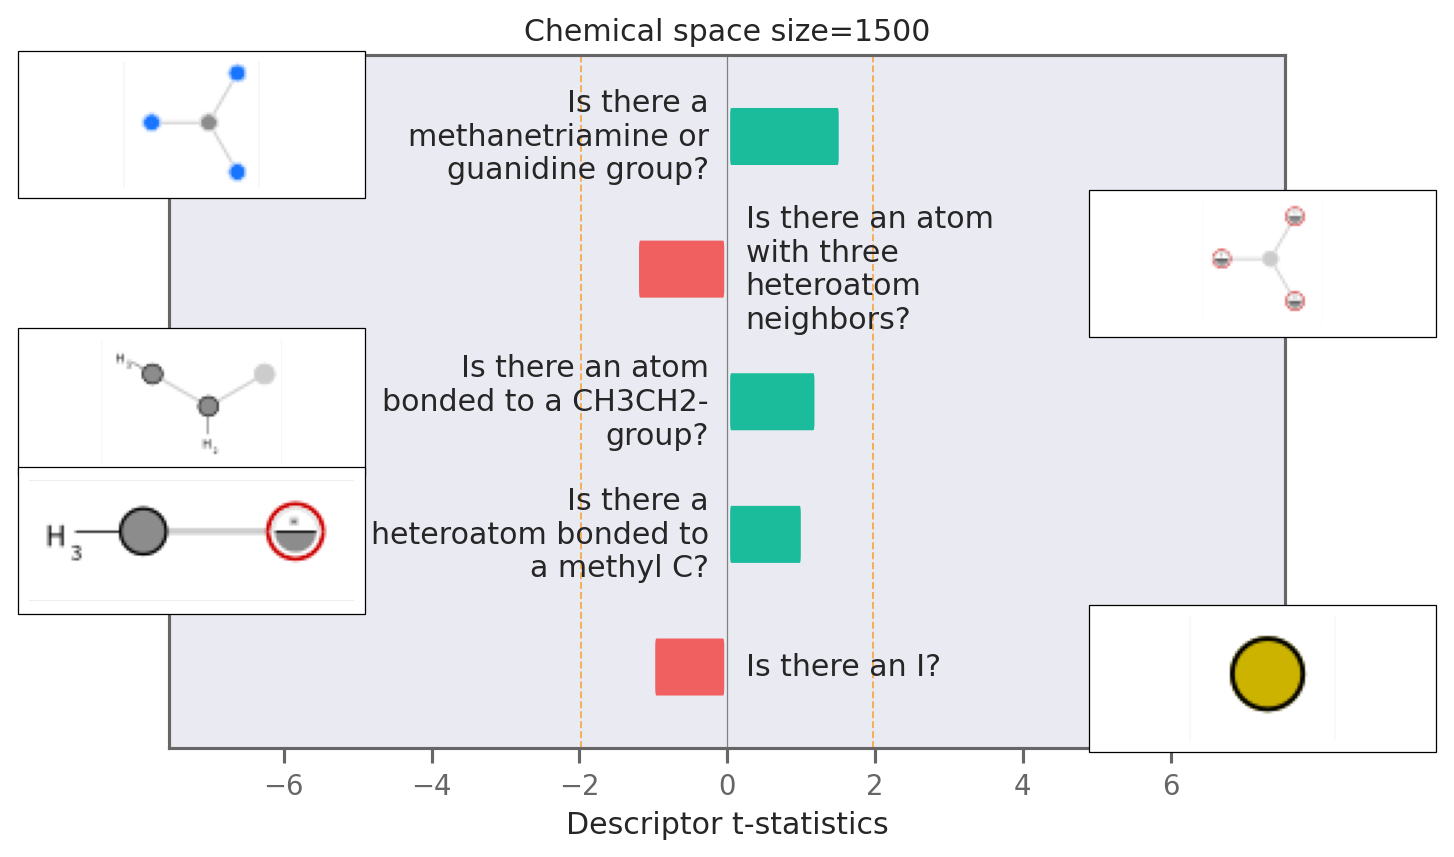 Chemical space size=1500
Is there a
methanetriamine or
guanidine group?
Is there an atom
with three
heteroatom
neighbors?
Is there an atom
bonded to a CH3CH2-
group?
H
H
Is there a
heteroatom bonded to
a methyl C?
H3
Is there an I?
−6 −4 −2 0 2 4 6
Descriptor t-statistics